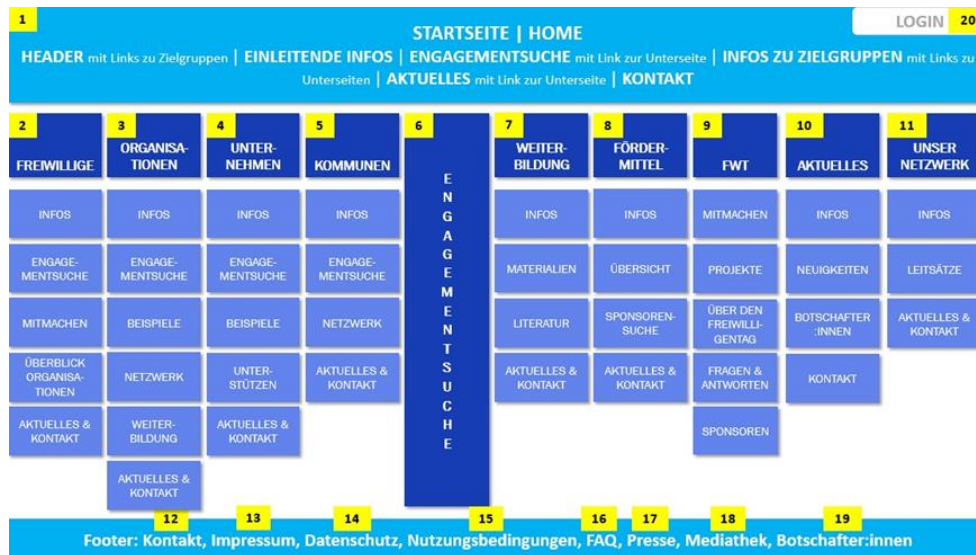 1
LOGIN 20
STARTSEITE | HOME
HEADER mit Links zu Zielgruppen | EINLEITENDE INFOS | ENGAGEMENTSUCHE mit Link zur Unterseite | INFOS ZU ZIELGRUPPEN mit Links zu
Unterseiten | AKTUELLES mit Link zur Unterseite | KONTAKT
2
FREIWILLIGE
INFOS
ENGAGE-
MENTSUCHE
MITMACHEN
ÜBERBLICK
ORGANISA-
TIONEN
AKTUELLES &
KONTAKT
3
ORGANISA-
TIONEN
INFOS
ENGAGE-
MENTSUCHE
BEISPIELE
NETZWERK
WEITER-
BILDUNG
AKTUELLES &
KONTAKT
4
UNTER-
NEHMEN
INFOS
ENGAGE-
MENTSUCHE
BEISPIELE
UNTER-
STÜTZEN
AKTUELLES &
KONTAKT
5
KOMMUNEN
INFOS
ENGAGE-
MENTSUCHE
NETZWERK
AKTUELLES &
KONTAKT
6
ENGAGEMENTSUCHE
7
WEITER-
BILDUNG
INFOS
MATERIALIEN
LITERATUR
AKTUELLES &
KONTAKT
8
FÖRDER-
MITTEL
INFOS
ÜBERSICHT
SPONSOREN-
SUCHE
AKTUELLES &
KONTAKT
9
FWT
MITMACHEN
PROJEKTE
ÜBER DEN
FREIWILLI-
GENTAG
FRAGEN &
ANTWORTEN
SPONSOREN
10
AKTUELLES
INFOS
NEUIGKEITEN
BOTSCHAFTER
:INNEN
KONTAKT
11
UNSER
NETZWERK
INFOS
LEITSÄTZE
AKTUELLES &
KONTAKT
12 13 14 15 16 17 18 19
Footer: Kontakt, Impressum, Datenschutz, Nutzungsbedingungen, FAQ, Presse, Mediathek, Botschafter:innen